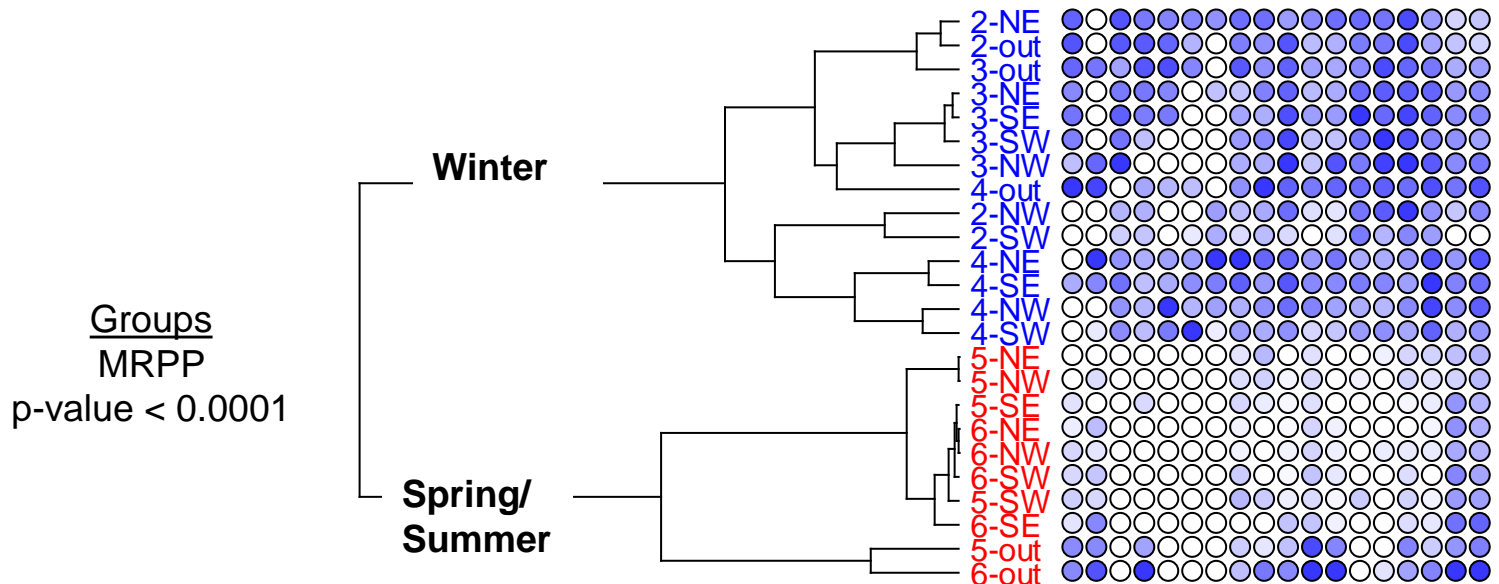 Groups
MRPP
p-value < 0.0001
Winter
Spring/
Summer
2-NE
2-out
3-out
3-NE
3-SE
3-SW
3-NW
4-out
2-NW
2-SW
4-NE
4-SE
4-NW
4-SW
5-NE
5-NW
5-SE
6-NE
6-NW
6-SW
5-SW
6-SE
5-out
6-out